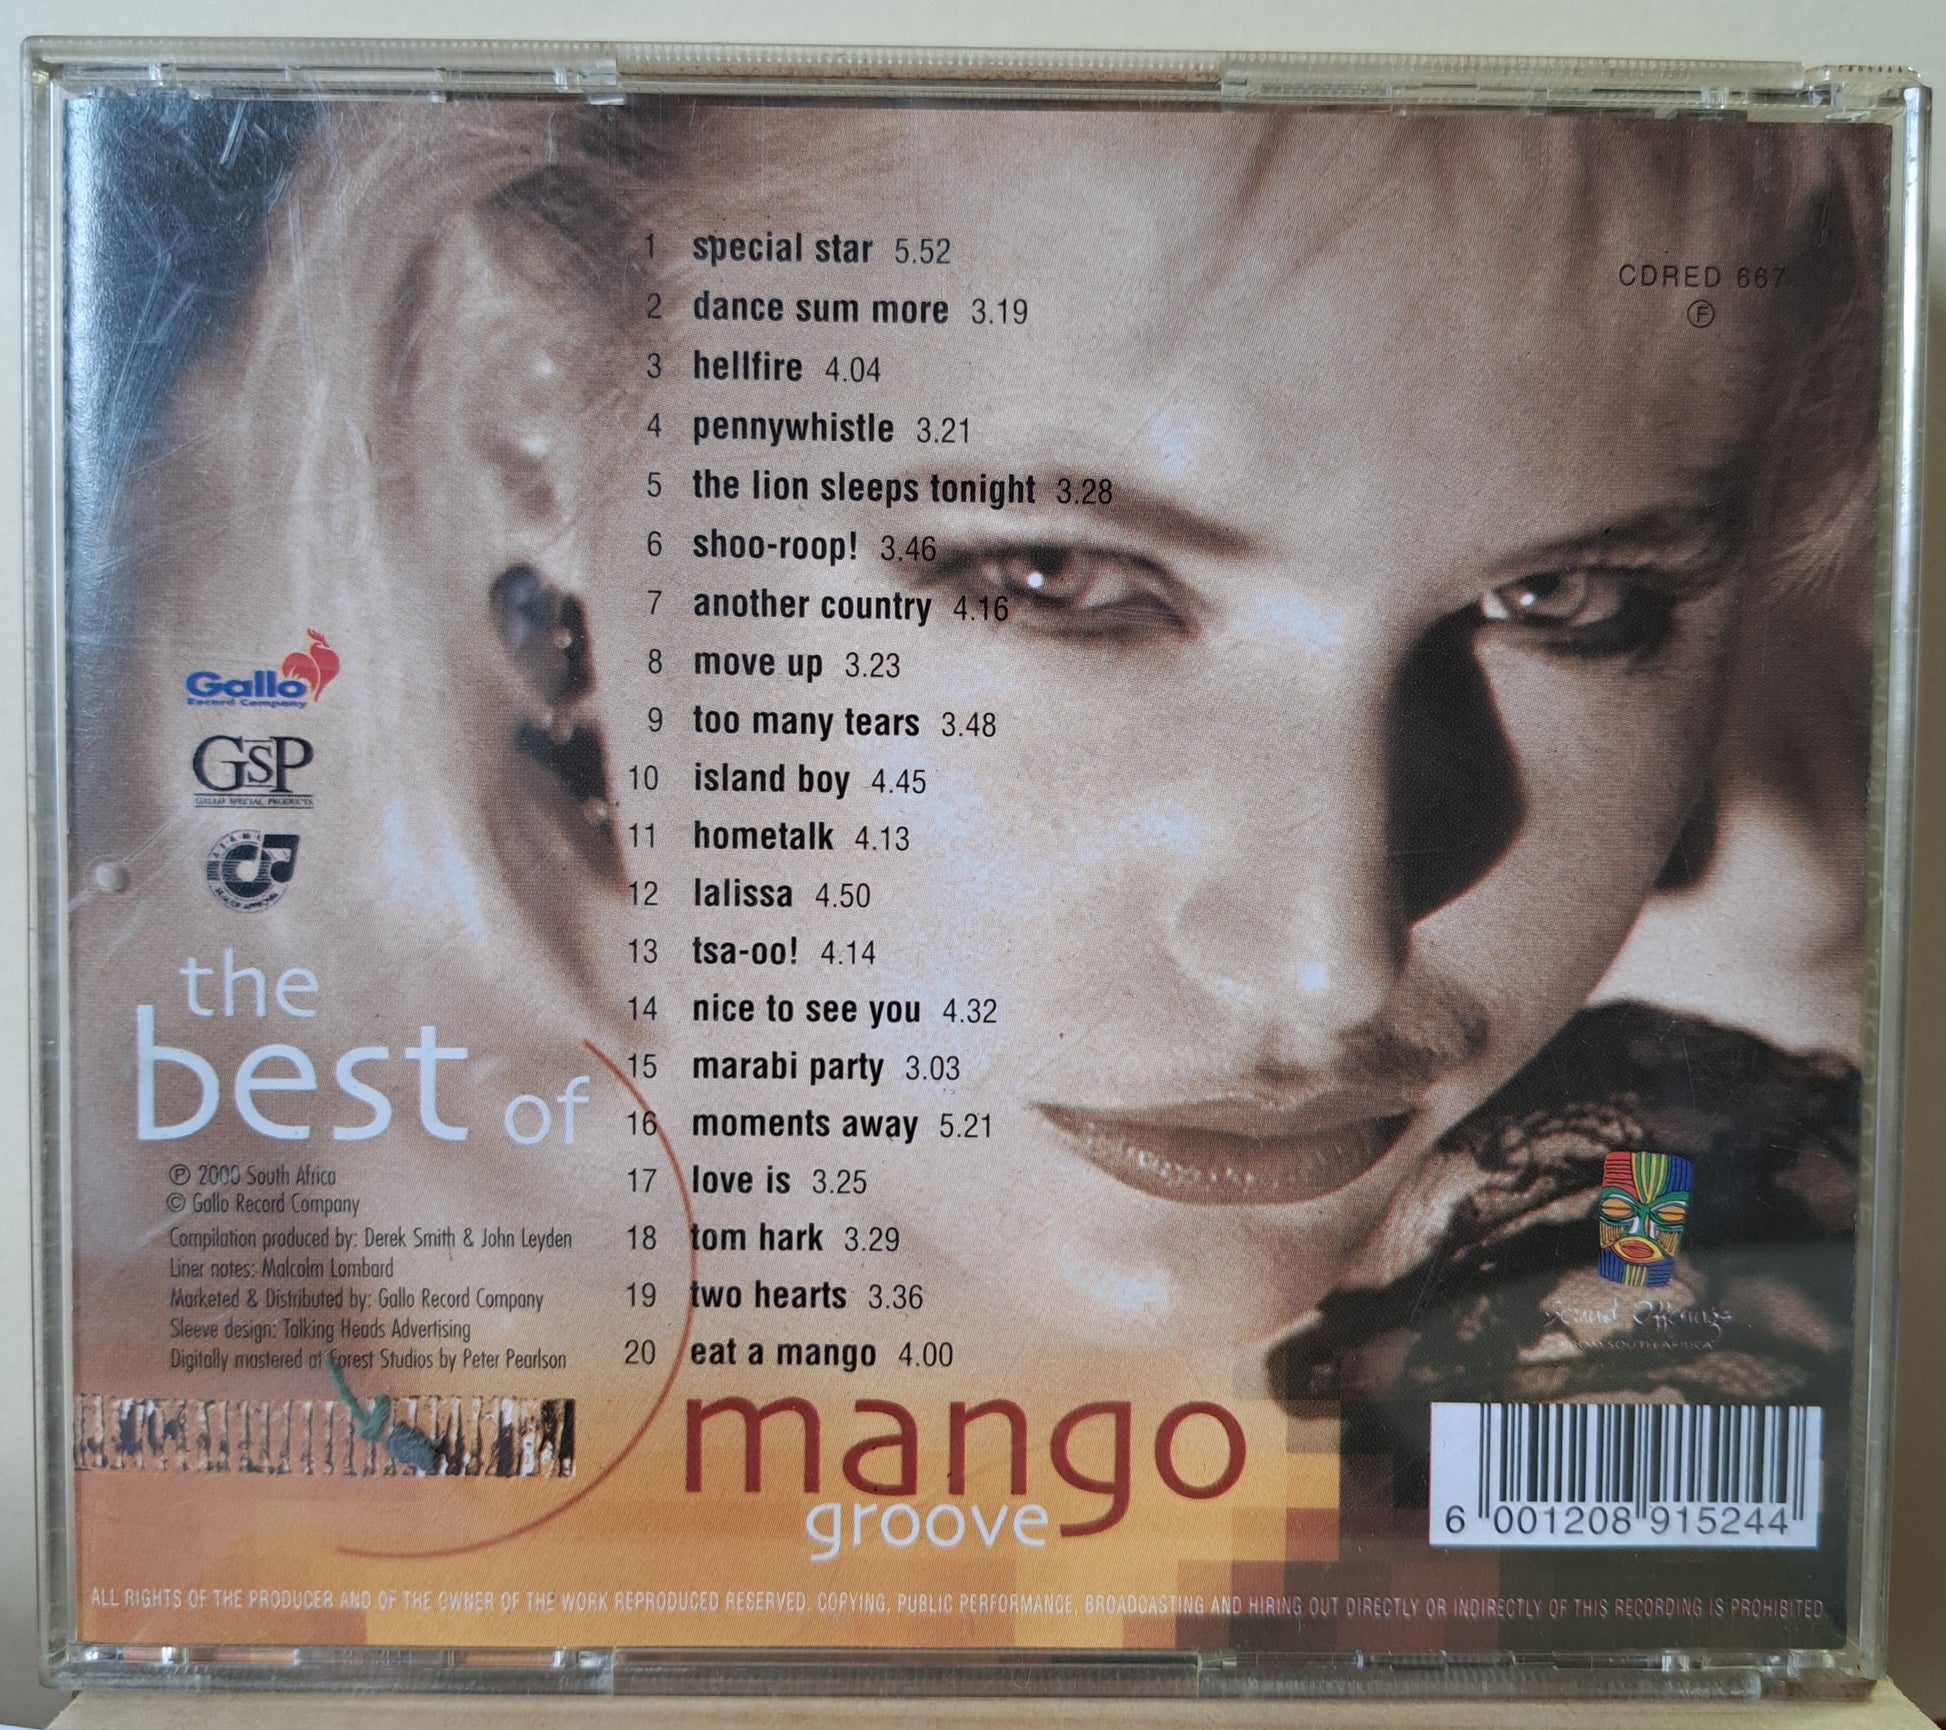 1 special star 5.52
2 dance sum more 3.19
3 hellfire 4.04
4 pennywhistle 3.21
5 the lion sleeps tonight 3.28
6 shoo-roop! 3.46
7 another country 4.16
8 move up 3.23
9 too many tears 3.48
10 island boy 4.45
11 hometalk 4.13
12 lalissa 4.50
13 tsa-oo! 4.14
14 nice to see you 4.32
15 marabi party 3.03
16 moments away 5.21
17 love is 3.25
18 tom hark 3.29
19 two hearts 3.36
20 eat a mango 4.00
CDRED 667
Ⓕ
Gallo
Record Company
GSP
GALLO SPECIAL PRODUCTS
the
best of
℗ 2000 South Africa
© Gallo Record Company
Compilation produced by: Derek Smith & John Leyden
Liner notes: Malcolm Lombard
Marketed & Distributed by: Gallo Record Company
Sleeve design: Talking Heads Advertising
Digitally mastered at Forest Studios by Peter Pearlson
mango
groove
Sound Offerings
SOUTH AFRICA
6 001208 915244
ALL RIGHTS OF THE PRODUCER AND OF THE OWNER OF THE WORK REPRODUCED RESERVED. COPYING, PUBLIC PERFORMANCE, BROADCASTING AND HIRING OUT DIRECTLY OR INDIRECTLY OF THIS RECORDING IS PROHIBITED.